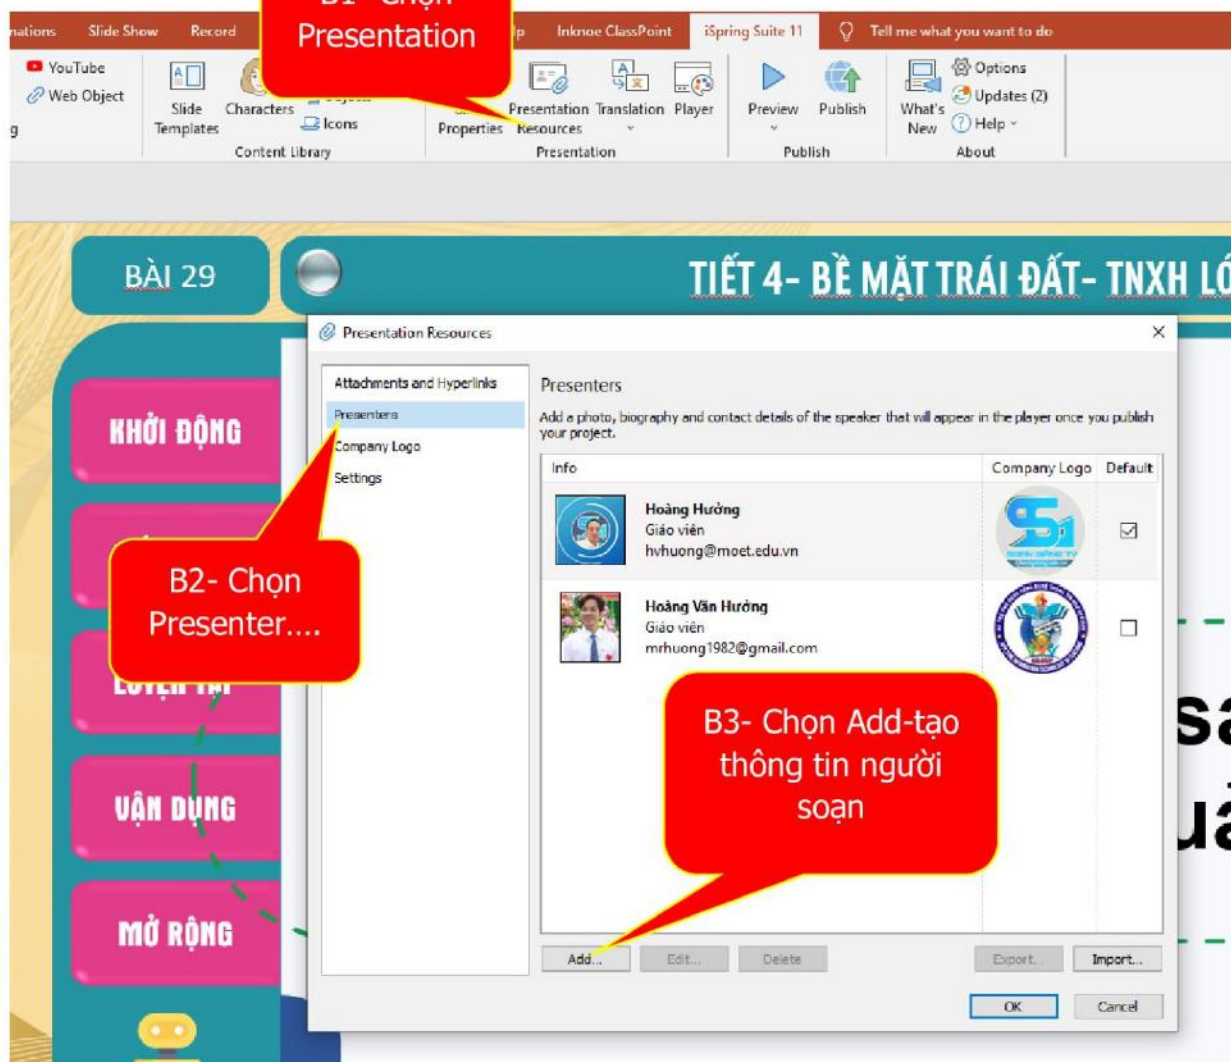 B1- Chọn
Presentation
nations Slide Show Record lp Inknoe ClassPoint iSpring Suite 11 Tell me what you want to do
YouTube
Web Object
g
Slide
Templates
Characters
Icons
Content Library
Properties
Presentation
Resources
Translation
Player
Presentation
Preview
Publish
Publish
What's
New
Options
Updates (2)
Help
About
BÀI 29
TIẾT 4- BỀ MẶT TRÁI ĐẤT- TNXH LỚ
KHỞI ĐỘNG
VẬN DỤNG
MỞ RỘNG
Presentation Resources
Attachments and Hyperlinks
Presenters
Company Logo
Settings
B2- Chọn
Presenter....
Presenters
Add a photo, biography and contact details of the speaker that will appear in the player once you publish
your project.
Info Company Logo Default
Hoàng Hưởng
Giáo viên
hvhuong@moet.edu.vn
Hoàng Văn Hưởng
Giáo viên
mrhuong1982@gmail.com
B3- Chọn Add-tạo
thông tin người
soạn
Add... Edit... Delete Export... Import...
OK Cancel